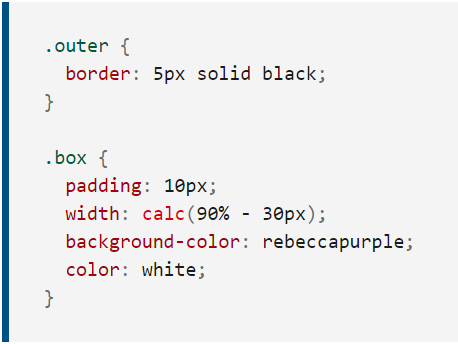 .outer {
  border: 5px solid black;
}

.box {
  padding: 10px;
  width: calc(90% - 30px);
  background-color: rebeccapurple;
  color: white;
}